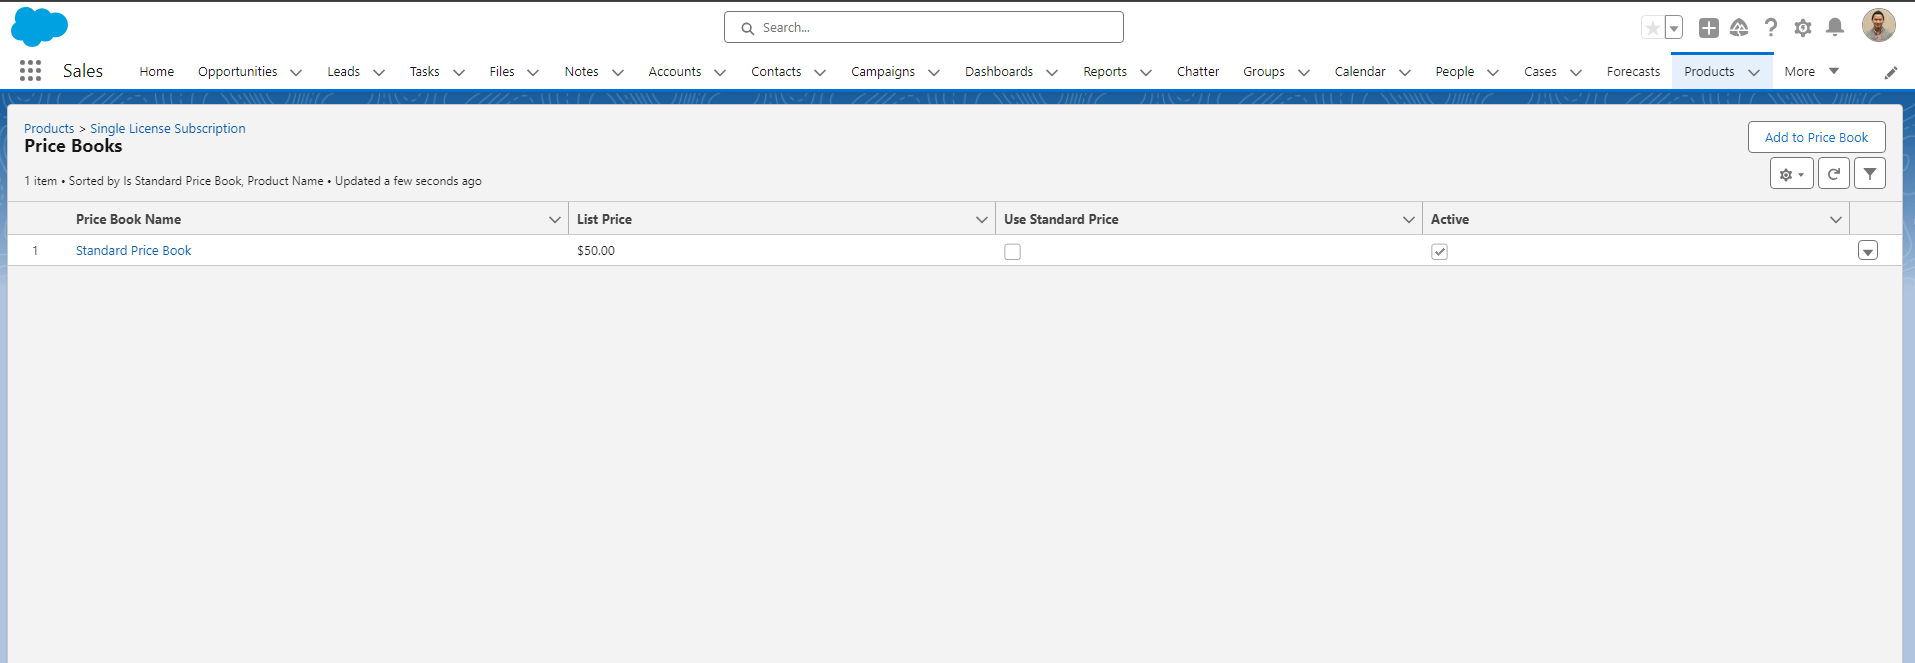 Search...
Sales Home Opportunities Leads Tasks Files Notes Accounts Contacts Campaigns Dashboards Reports Chatter Groups Calendar People Cases Forecasts Products More
Products > Single License Subscription
Price Books
Add to Price Book
1 item • Sorted by Is Standard Price Book, Product Name • Updated a few seconds ago
Price Book Name List Price Use Standard Price Active
1 Standard Price Book $50.00